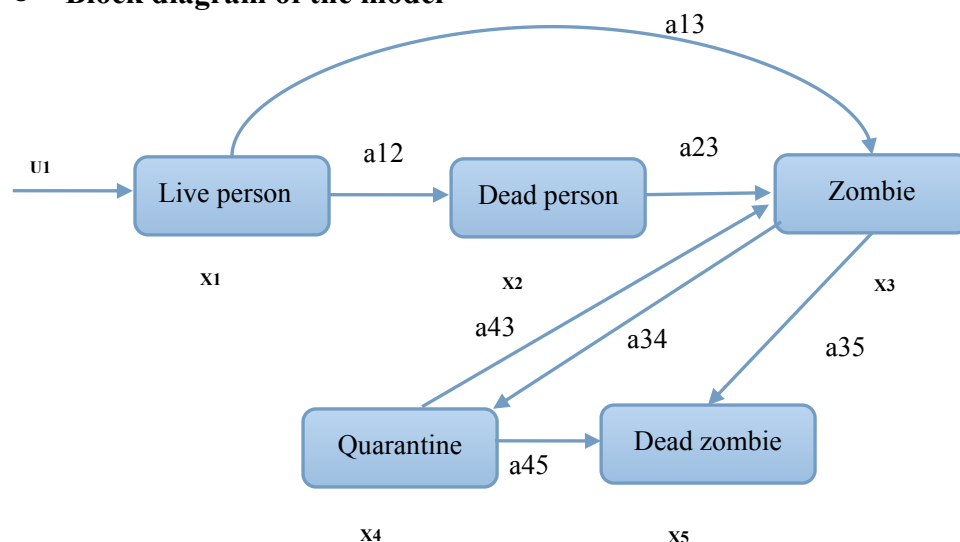 Block diagram of the model
a13
U1
a12
a23
Live person
Dead person
Zombie
X1
X2
X3
a43
a34
a35
Quarantine
Dead zombie
a45
X4
X5